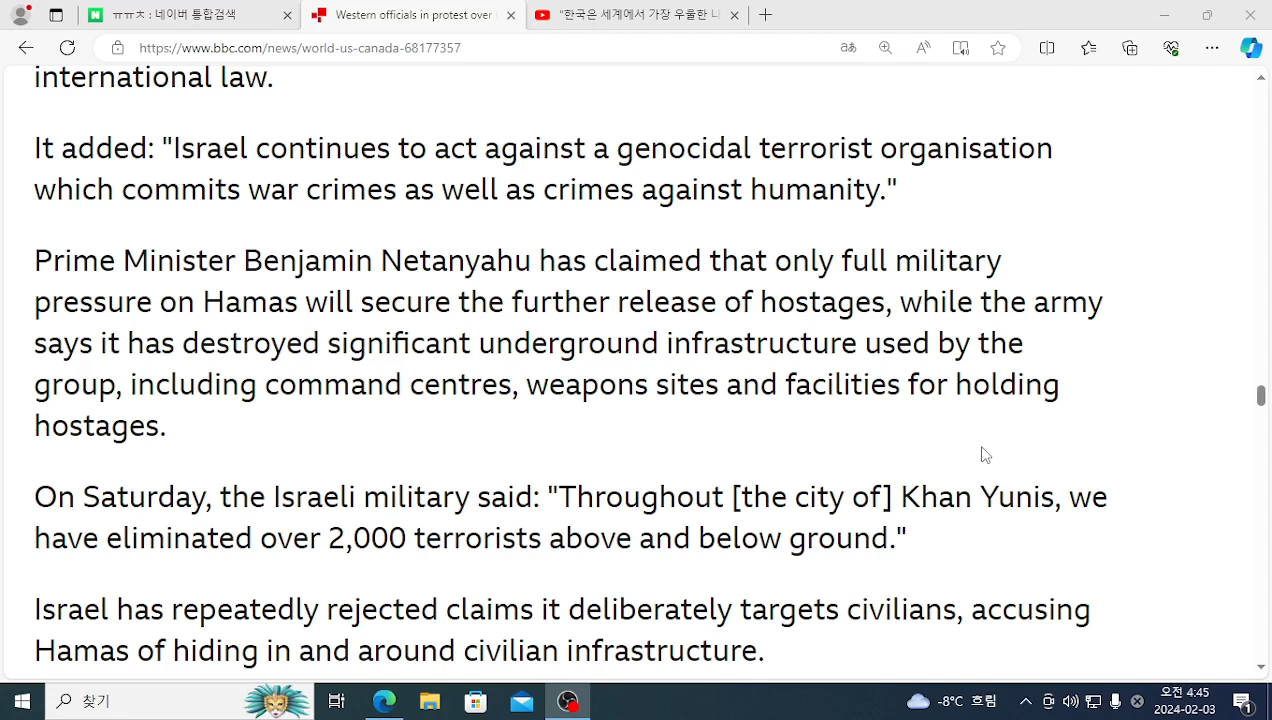 ㅠㅠㅊ : 네이버 통합검색
Western officials in protest over
"한국은 세계에서 가장 우울한 나
https://www.bbc.com/news/world-us-canada-68177357
international law.
It added: "Israel continues to act against a genocidal terrorist organisation
which commits war crimes as well as crimes against humanity."
Prime Minister Benjamin Netanyahu has claimed that only full military
pressure on Hamas will secure the further release of hostages, while the army
says it has destroyed significant underground infrastructure used by the
group, including command centres, weapons sites and facilities for holding
hostages.
On Saturday, the Israeli military said: "Throughout [the city of] Khan Yunis, we
have eliminated over 2,000 terrorists above and below ground."
Israel has repeatedly rejected claims it deliberately targets civilians, accusing
Hamas of hiding in and around civilian infrastructure.
찾기
-8°C 흐림
오전 4:45
2024-02-03
1